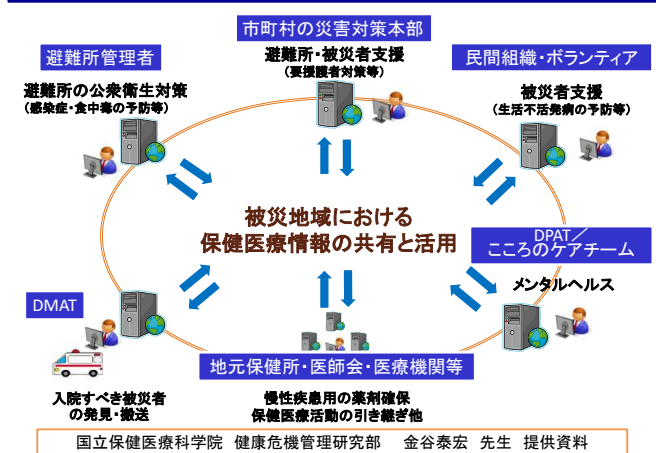 市町村の災害対策本部
避難所・被災者支援
（要援護者対策等）
避難所管理者
避難所の公衆衛生対策
（感染症・食中毒の予防等）
民間組織・ボランティア
被災者支援
（生活不活発病の予防等）
被災地域における
保健医療情報の共有と活用
DPAT／
こころのケアチーム
メンタルヘルス
DMAT
入院すべき被災者
の発見・搬送
地元保健所・医師会・医療機関等
慢性疾患用の薬剤確保
保健医療活動の引き継ぎ他
国立保健医療科学院 健康危機管理研究部 金谷泰宏 先生 提供資料